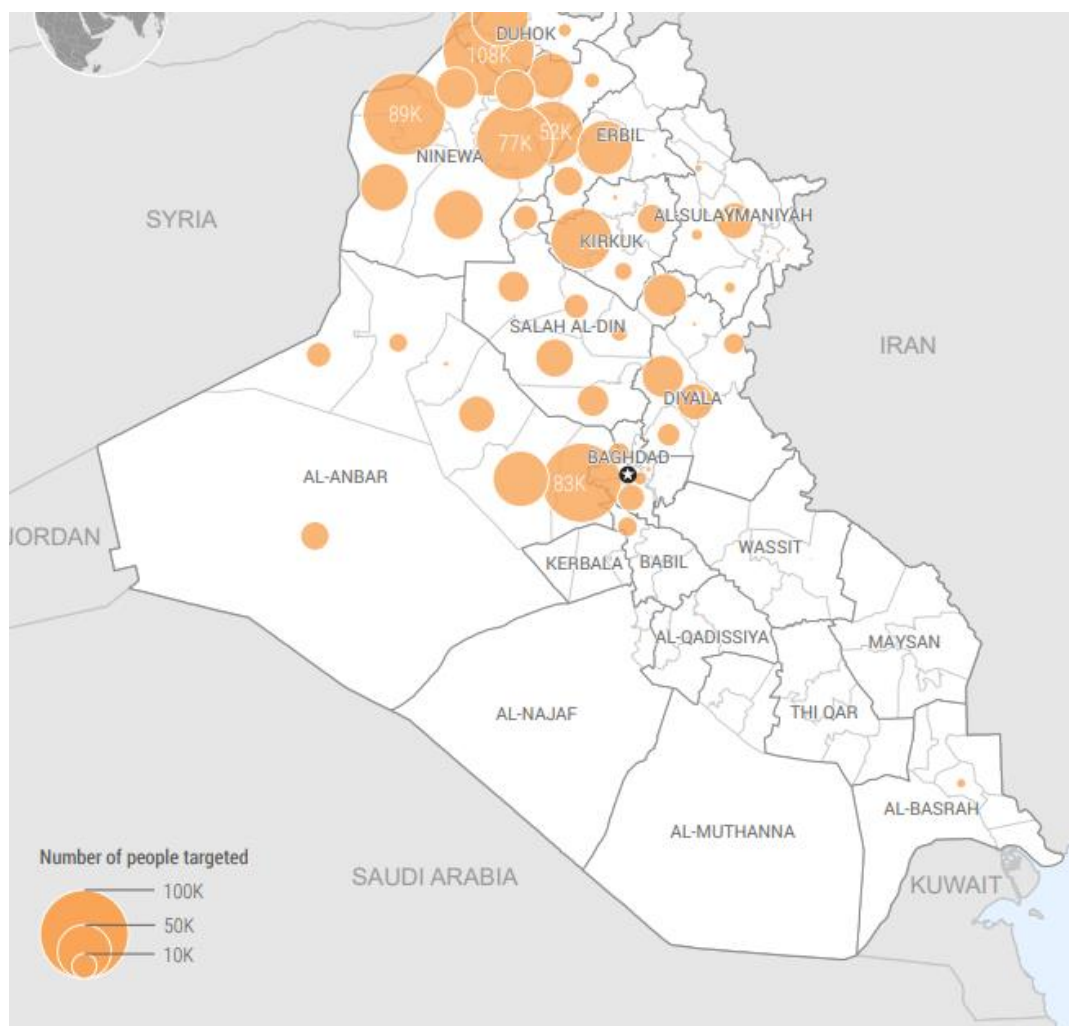 DUHOK
108K
89K
52K
77K
ERBIL
NINEWA
SYRIA
AL-SULAYMANIYAH
KIRKUK
SALAH AL-DIN
IRAN
DIYALA
BAGHDAD
AL-ANBAR
83K
JORDAN
KERBALA
BABIL
WASSIT
AL-QADISSIYA
MAYSAN
AL-NAJAF
THI QAR
AL-BASRAH
AL-MUTHANNA
Number of people targeted
SAUDI ARABIA
KUWAIT
100K
50K
10K